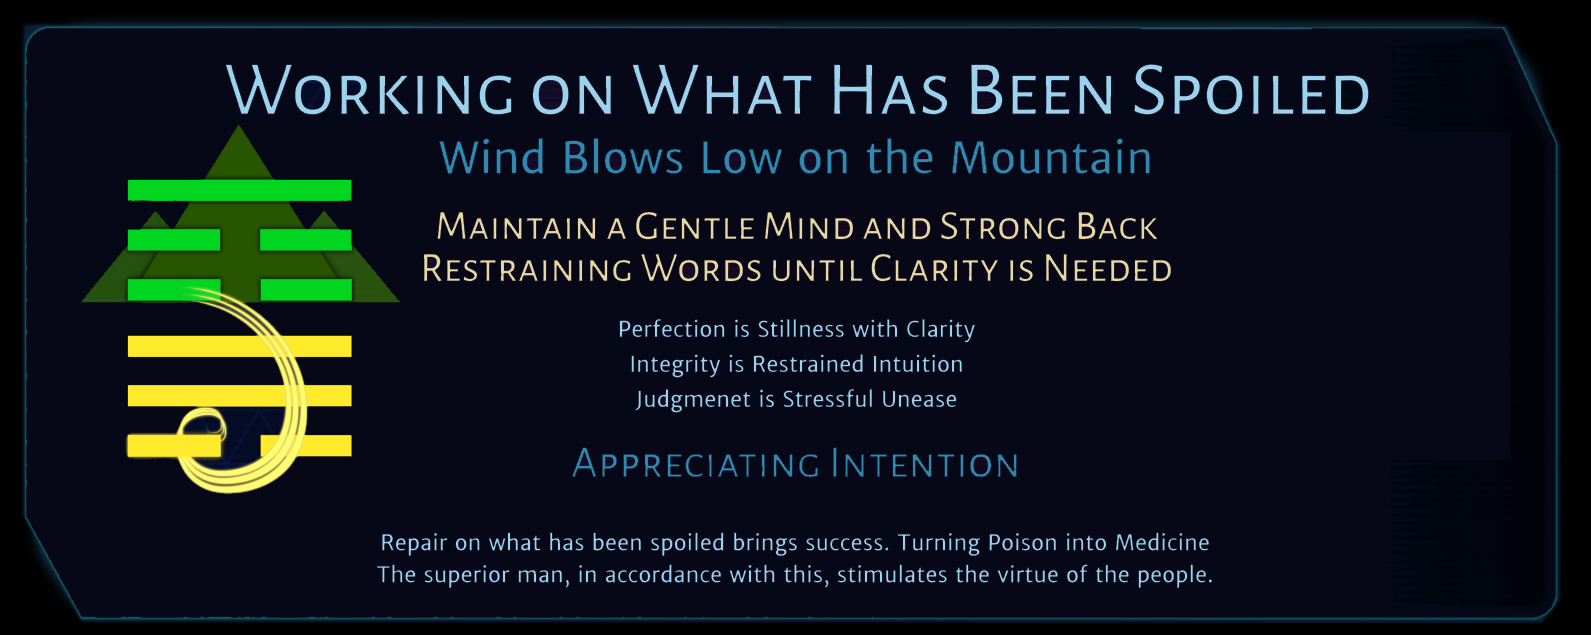 Working on What Has Been Spoiled
Wind Blows Low on the Mountain
Maintain a Gentle Mind and Strong Back
Restraining Words until Clarity is Needed
Perfection is Stillness with Clarity
Integrity is Restrained Intuition
Judgmenet is Stressful Unease
Appreciating Intention
Repair on what has been spoiled brings success. Turning Poison into Medicine
The superior man, in accordance with this, stimulates the virtue of the people.